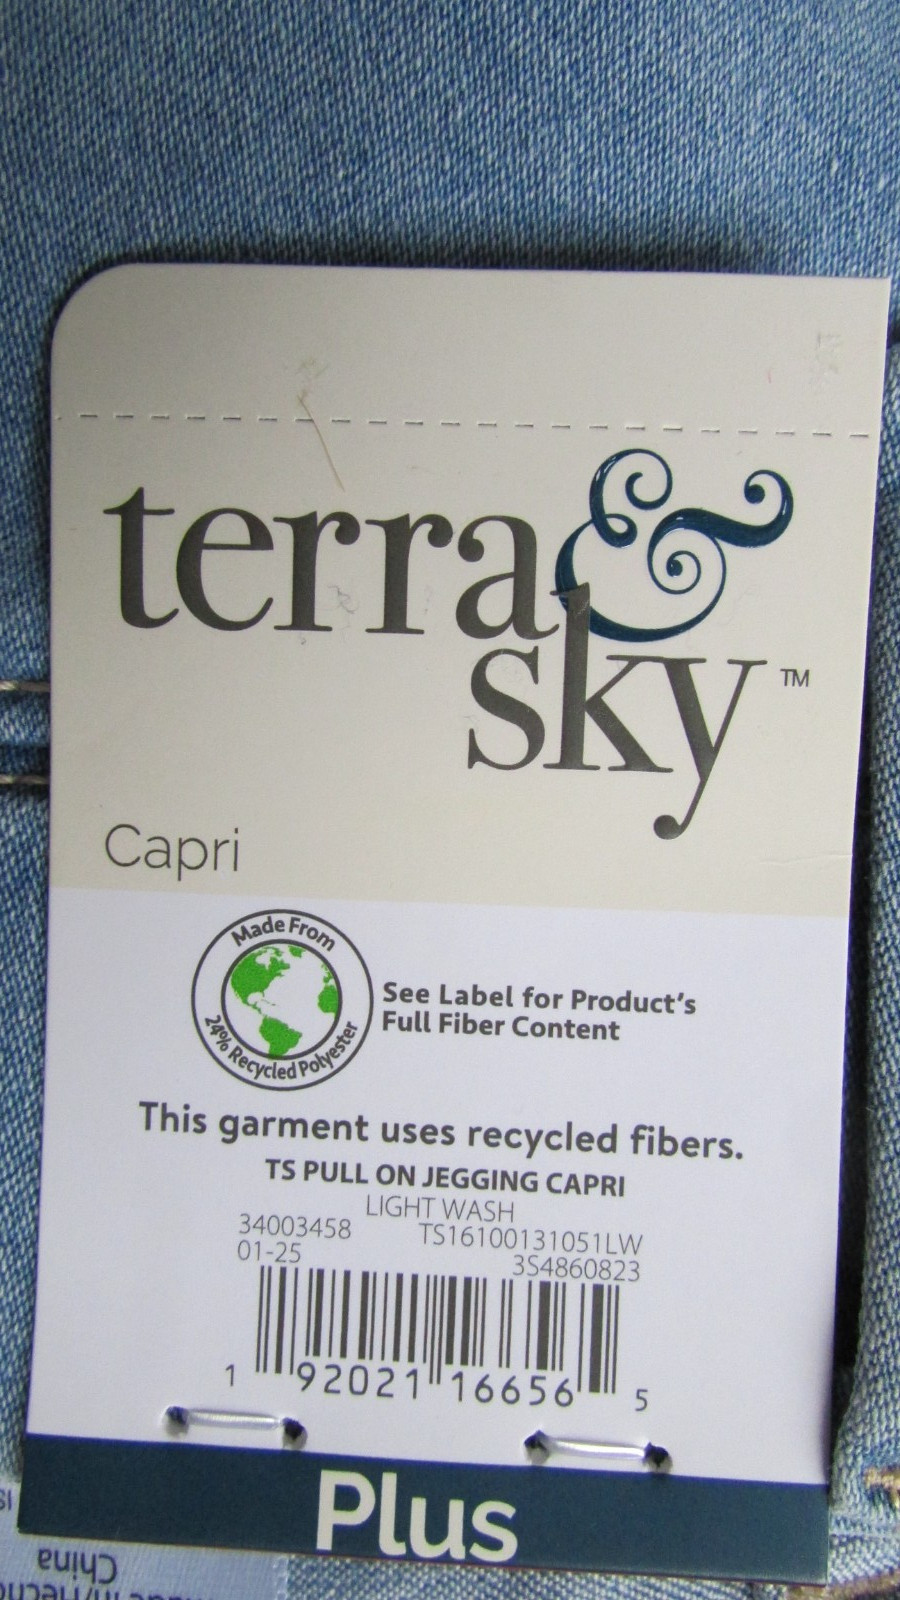 terra &
sky™
Capri
Made From
24% Recycled Polyester
See Label for Product's
Full Fiber Content
This garment uses recycled fibers.
TS PULL ON JEGGING CAPRI
LIGHT WASH
34003458 TS16100131051LW
01-25 3S4860823
1 92021 16656 5
Plus
China
China